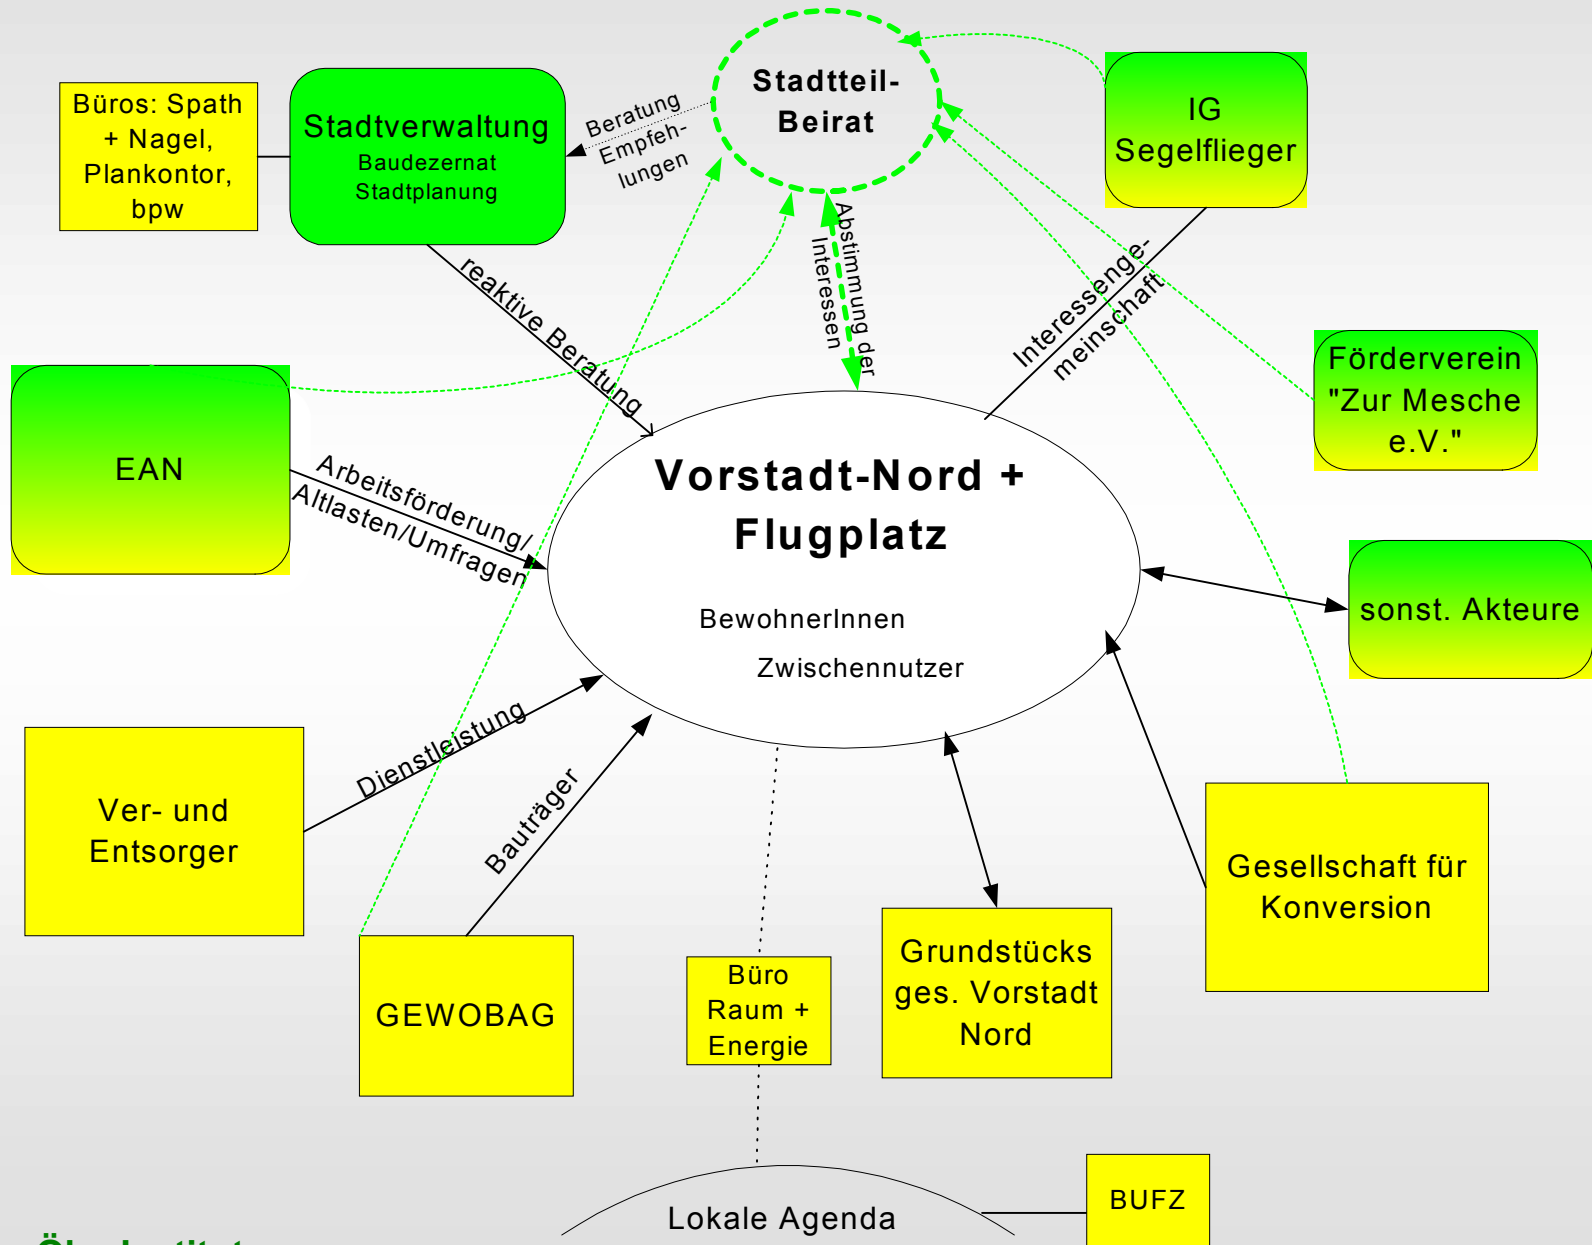 Büros: Spath
+ Nagel,
Plankontor,
bpw
Stadtverwaltung
Baudezernat
Stadtplanung
Beratung
Empfeh-
lungen
Stadtteil-
Beirat
IG
Segelflieger
reaktive Beratung
Abstimmung der
Interessen
Interessenge-
meinschaft
Förderverein
"Zur Mesche
e.V."
EAN
Arbeitsförderung/
Altlasten/Umfragen
Vorstadt-Nord +
Flugplatz
BewohnerInnen
Zwischennutzer
sonst. Akteure
Ver- und
Entsorger
Dienstleistung
Bauträger
GEWOBAG
Büro
Raum +
Energie
Grundstücks
ges. Vorstadt
Nord
Gesellschaft für
Konversion
Lokale Agenda
BUFZ